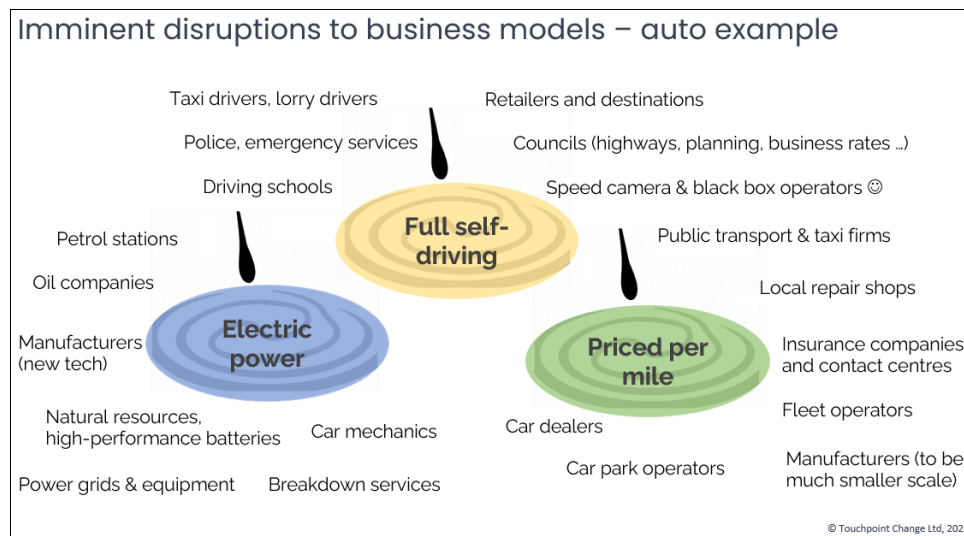 Imminent disruptions to business models – auto example
Taxi drivers, lorry drivers
Retailers and destinations
Police, emergency services
Councils (highways, planning, business rates …)
Driving schools
Speed camera & black box operators ☺
Full self-
driving
Petrol stations
Public transport & taxi firms
Oil companies
Local repair shops
Electric
power
Manufacturers
(new tech)
Priced per
mile
Insurance companies
and contact centres
Natural resources,
high-performance batteries
Car mechanics
Car dealers
Fleet operators
Power grids & equipment
Breakdown services
Car park operators
Manufacturers (to be
much smaller scale)
© Touchpoint Change Ltd,